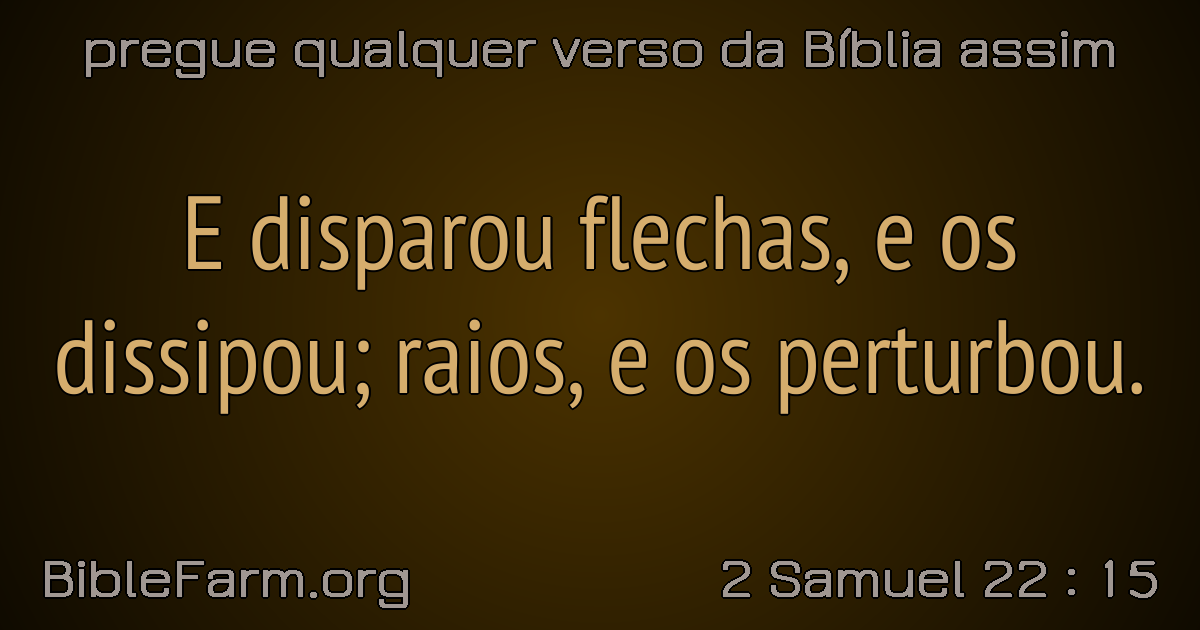 pregue qualquer verso da Bíblia assim
E disparou flechas, e os
dissipou; raios, e os perturbou.
BibleFarm.org
2 Samuel 22 : 15